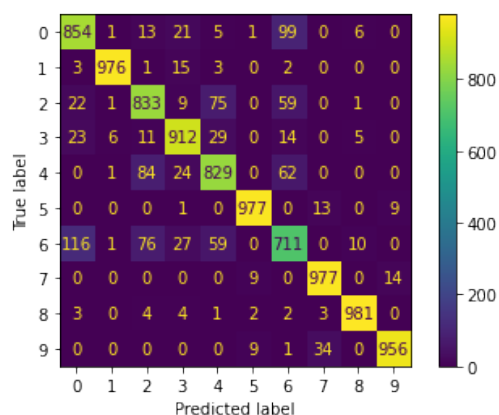 0 854 1 13 21 5 1 99 0 6 0
1 3 976 1 15 3 0 2 0 0 0
2 22 1 833 9 75 0 59 0 1 0
3 23 6 11 912 29 0 14 0 5 0
4 0 1 84 24 829 0 62 0 0 0
5 0 0 0 1 0 977 0 13 0 9
6 116 1 76 27 59 0 711 0 10 0
7 0 0 0 0 0 9 0 977 0 14
8 3 0 4 4 1 2 2 3 981 0
9 0 0 0 0 0 9 1 34 0 956
0 1 2 3 4 5 6 7 8 9
True label
Predicted label
800
600
400
200
0